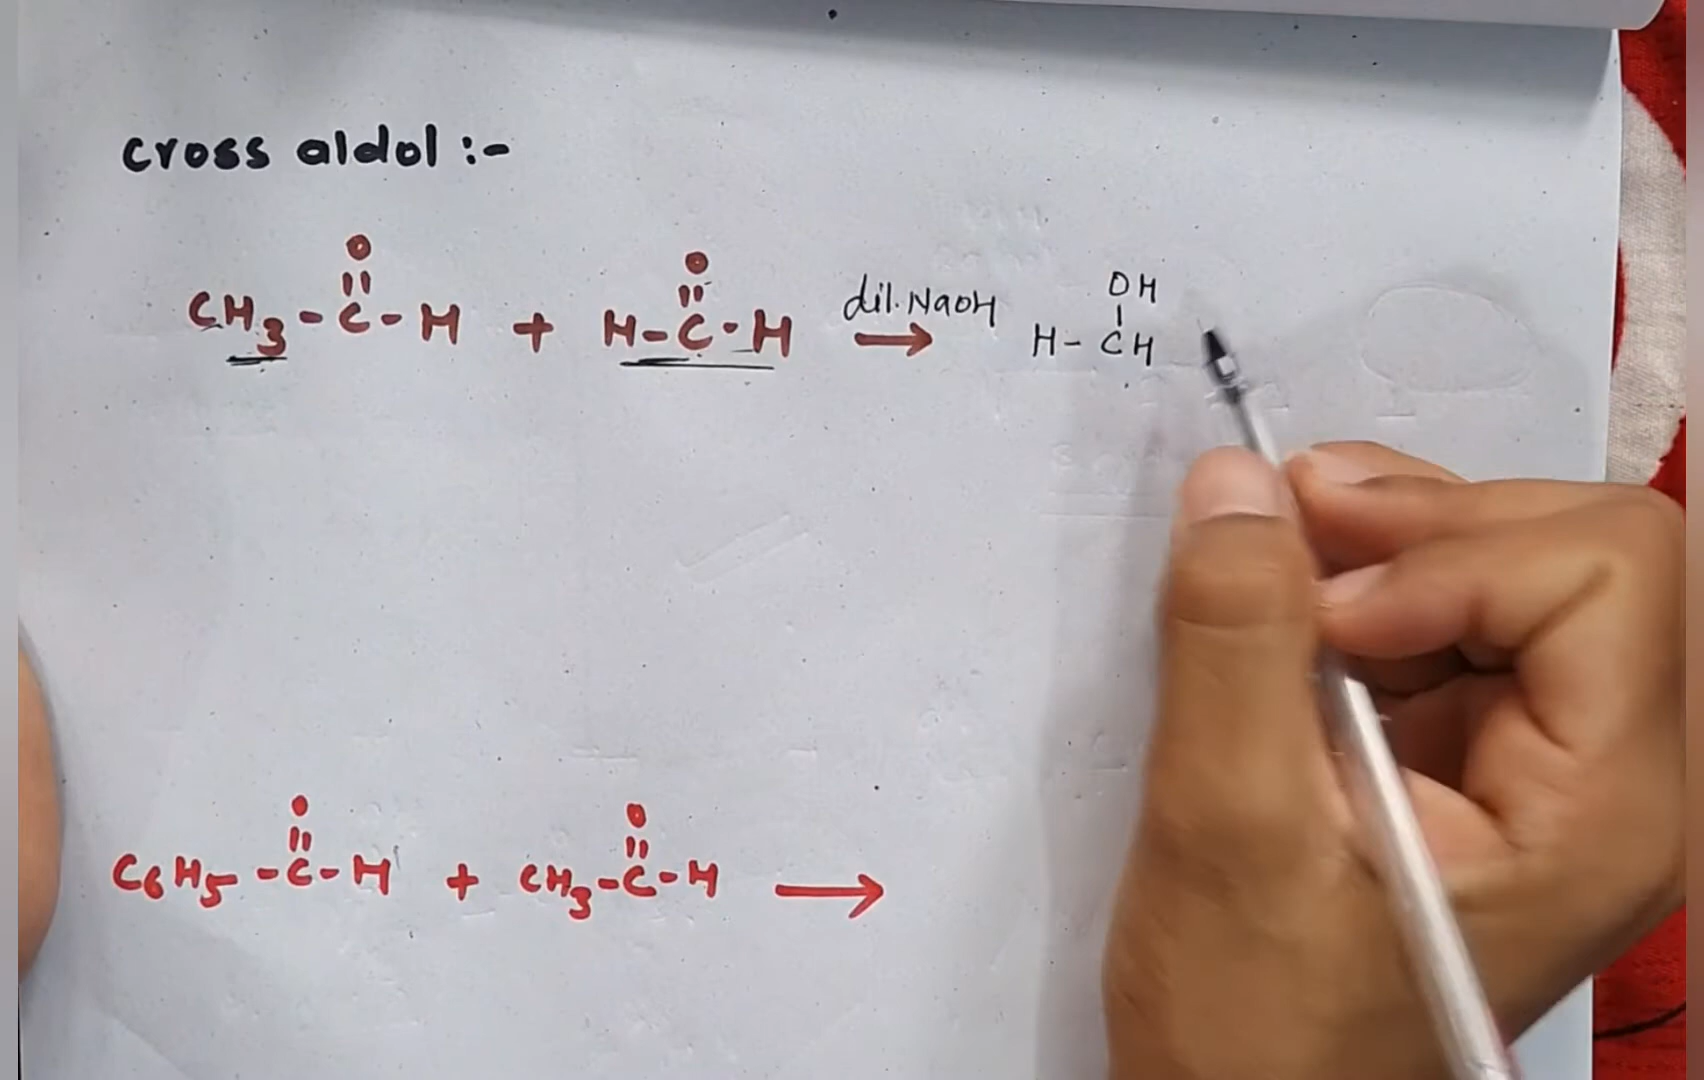 cross aldol :-
O O OH
CH3 - C - H + H - C - H dil. NaOH → H - CH
O O
C6H5 - C - H + CH3 - C - H →